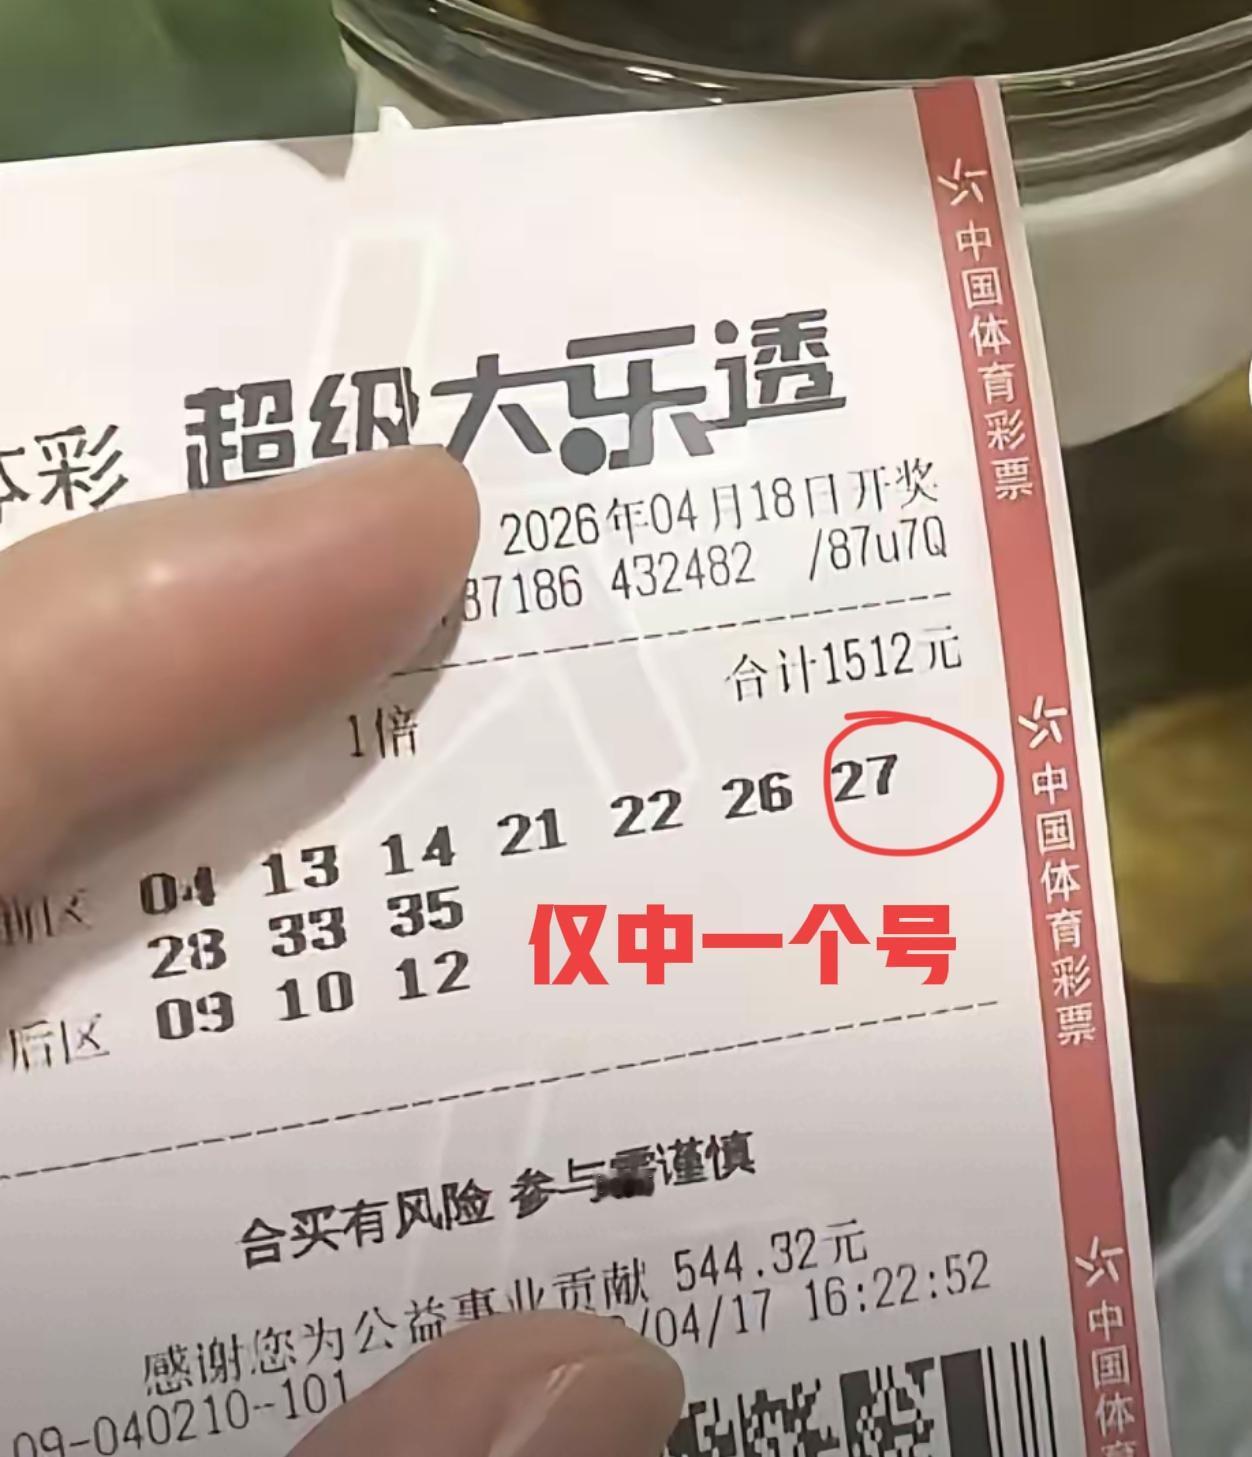 体彩 超级大乐透
2026年04月18日开奖
87186 432482 /87u7Q
合计1512元
1倍
前区 04 13 14 21 22 26 27
28 33 35
后区 09 10 12
仅中一个号
合买有风险 参与需谨慎
感谢您为公益事业贡献 544.32元
/04/17 16:22:52
09-040210-101
中国体育彩票
中国体育彩票
中国体育